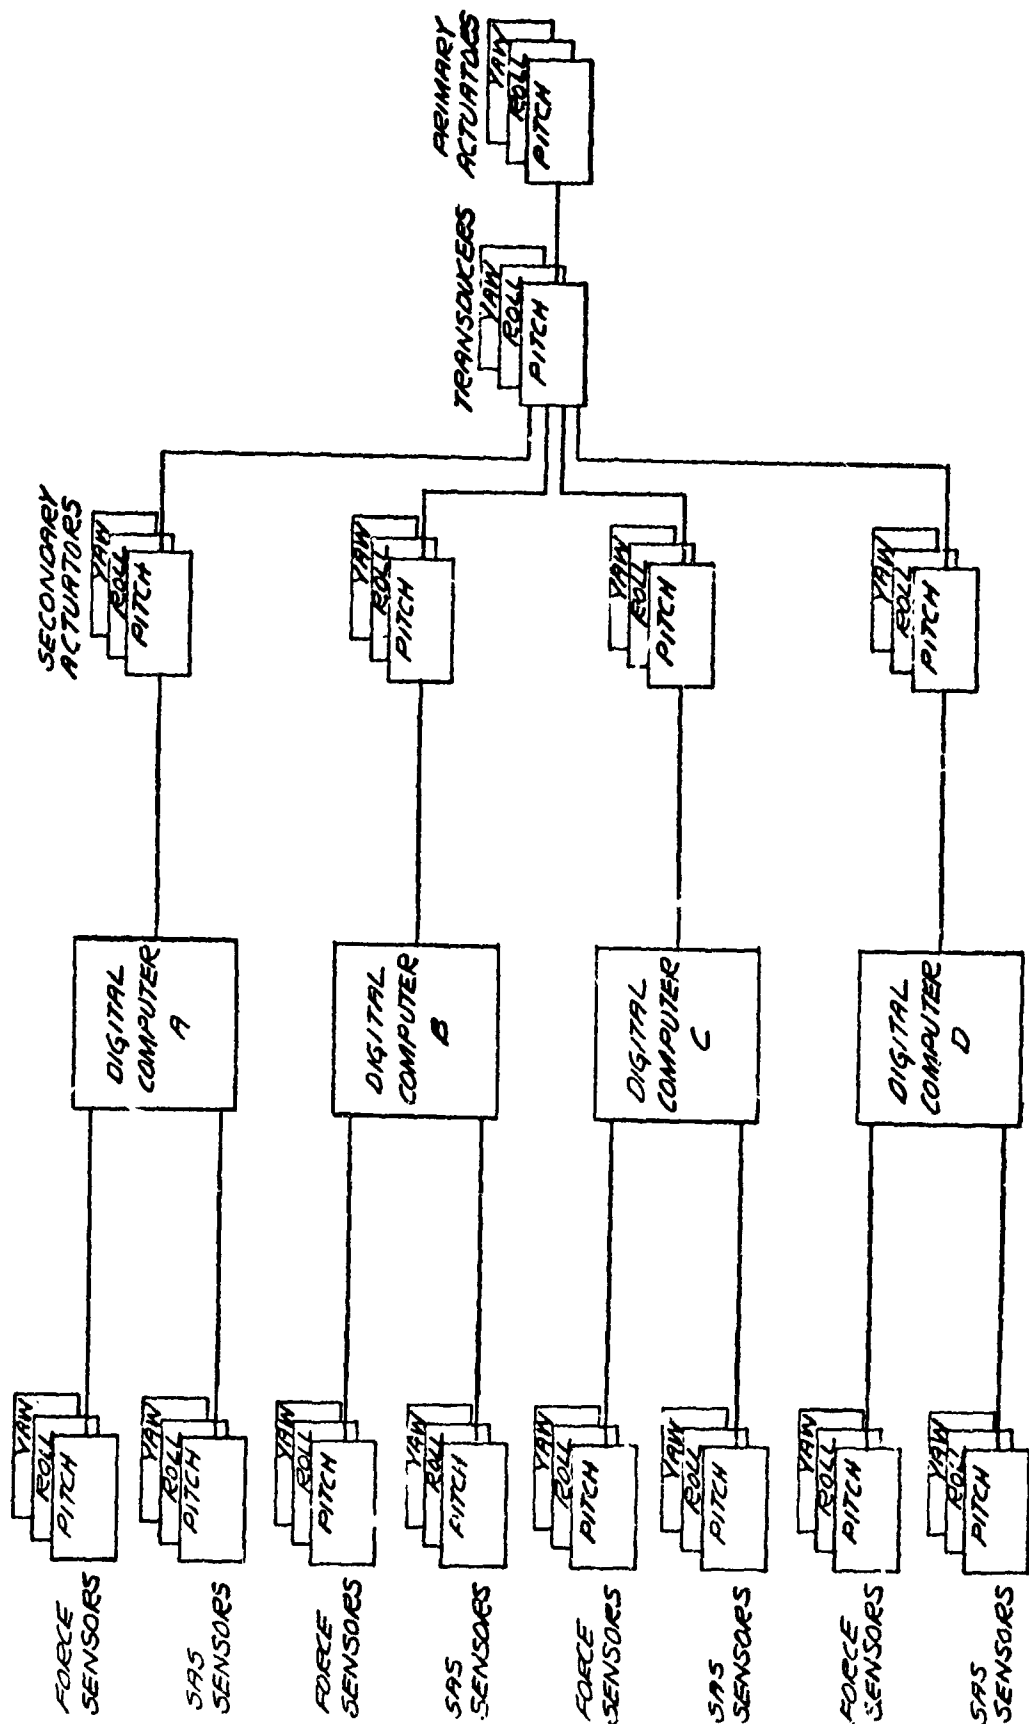 FORCE
SENSORS
YAW
ROLL
PITCH
SAS
SENSORS
YAW
ROLL
PITCH
DIGITAL
COMPUTER
A
SECONDARY
ACTUATORS
YAW
ROLL
PITCH
FORCE
SENSORS
YAW
ROLL
PITCH
SAS
SENSORS
YAW
ROLL
PITCH
DIGITAL
COMPUTER
B
YAW
ROLL
PITCH
FORCE
SENSORS
YAW
ROLL
PITCH
SAS
SENSORS
YAW
ROLL
PITCH
DIGITAL
COMPUTER
C
YAW
ROLL
PITCH
FORCE
SENSORS
YAW
ROLL
PITCH
SAS
SENSORS
YAW
ROLL
PITCH
DIGITAL
COMPUTER
D
YAW
ROLL
PITCH
TRANSDUCERS
YAW
ROLL
PITCH
PRIMARY
ACTUATORS
YAW
ROLL
PITCH